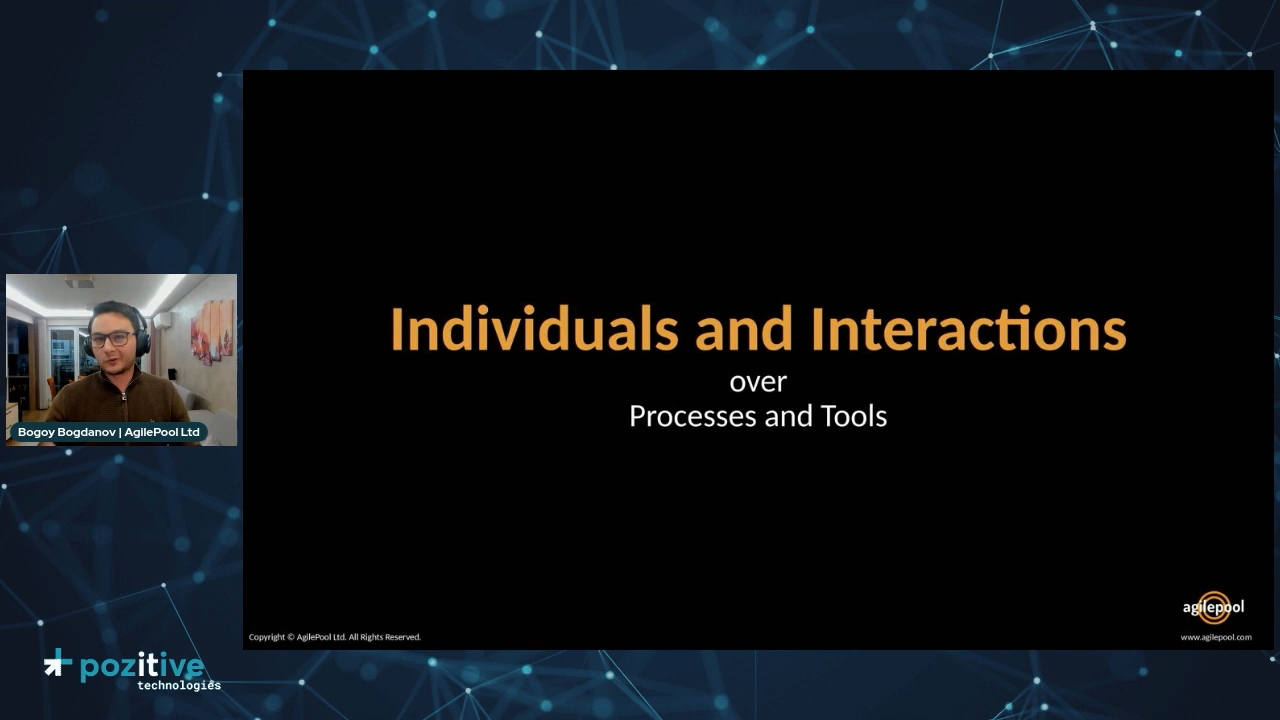 Individuals and Interactions
over
Processes and Tools
Bogoy Bogdanov | AgilePool Ltd
agilepool
www.agilepool.com
Copyright © AgilePool Ltd. All Rights Reserved.
pozitive
technologies